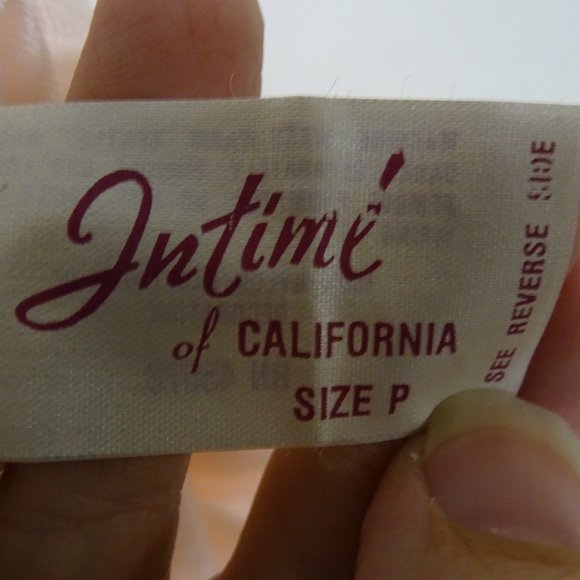 Intimé
of CALIFORNIA
SIZE P
SEE REVERSE SIDE